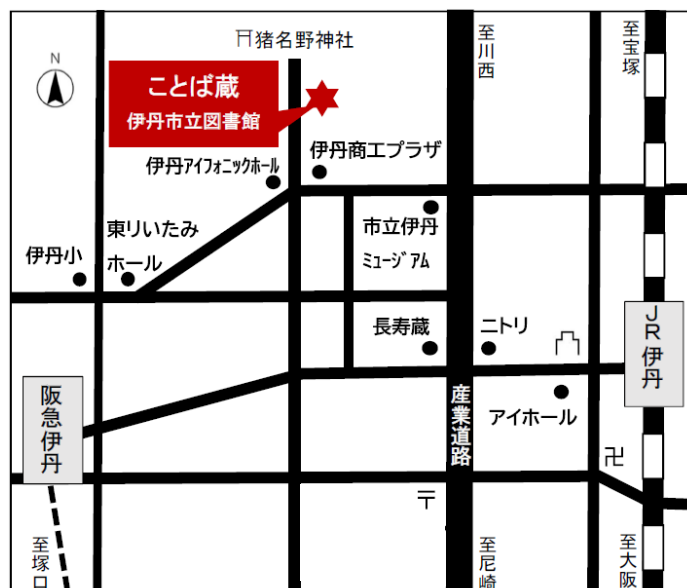 猪名野神社
至川西
至宝塚
N
ことば蔵
伊丹市立図書館
伊丹商工プラザ
伊丹アイフォニックホール
東リいたみ
ホール
伊丹小
市立伊丹
ミュージアム
長寿蔵
ニトリ
JR伊丹
阪急伊丹
産業道路
アイホール
卍
〒
至塚口
至尼崎
至大阪